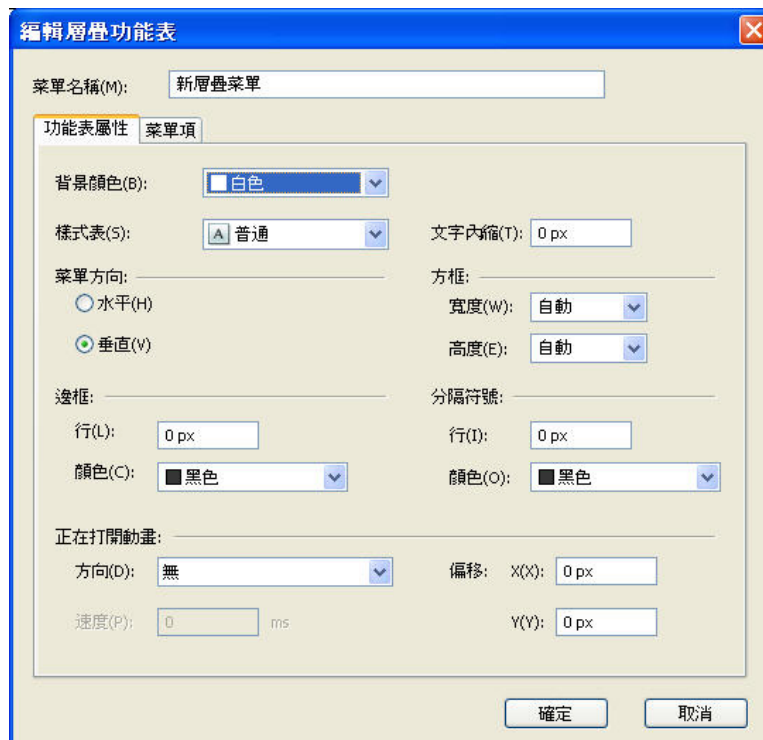 編輯層疊功能表
菜單名稱(M): 新層疊菜單
功能表屬性 菜單項
背景顏色(B): 白色
樣式表(S): A 普通 文字內縮(T): 0 px
菜單方向: 方框:
水平(H) 寬度(W): 自動
垂直(V) 高度(E): 自動
邊框: 分隔符號:
行(L): 0 px 行(I): 0 px
顏色(C): 黑色 顏色(O): 黑色
正在打開動畫:
方向(D): 無 偏移: X(X): 0 px
速度(P): 0 ms Y(Y): 0 px
確定 取消